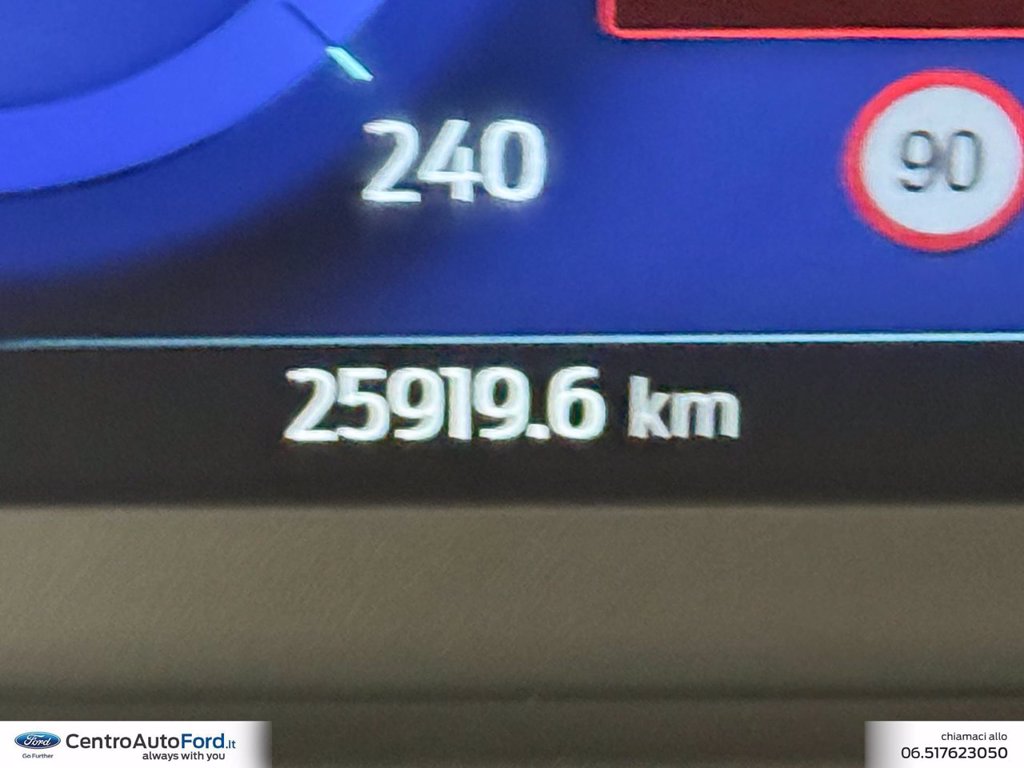 240
90
25919.6 km
Ford
Go Further
CentroAutoFord.it
always with you
chiamaci allo
06.517623050